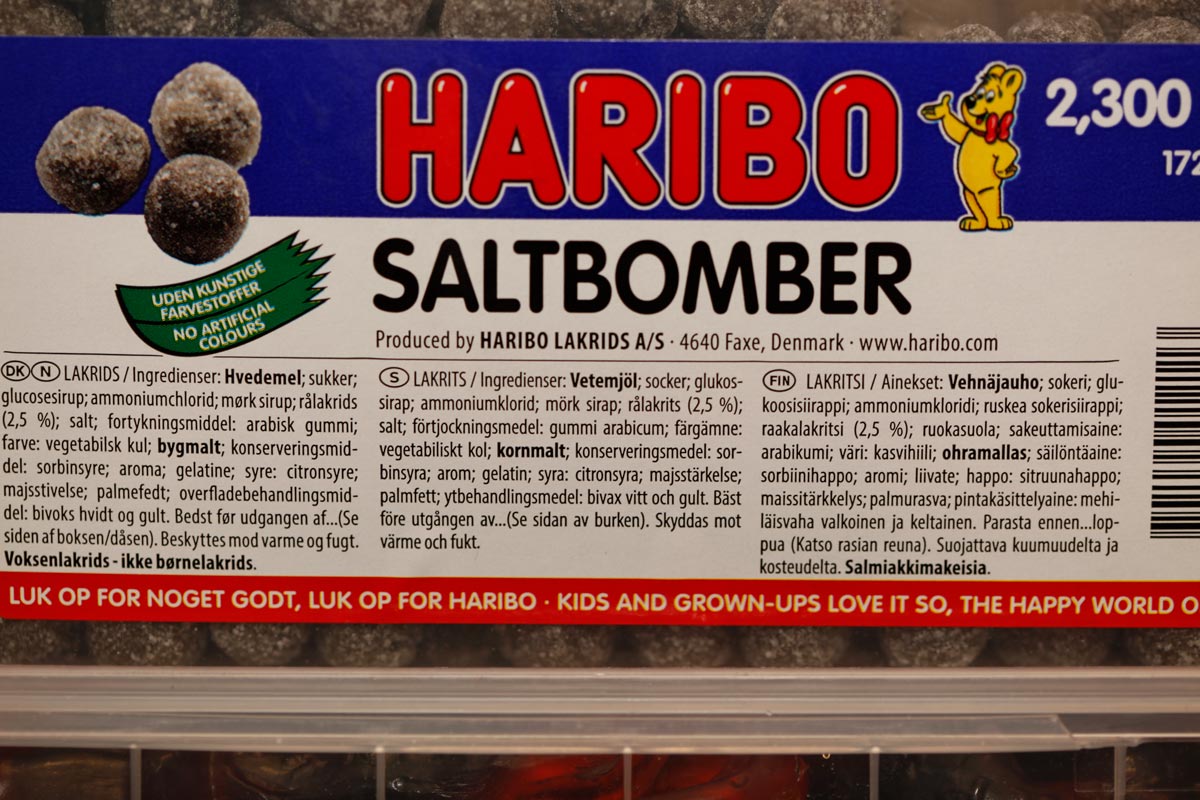 HARIBO
2,300
172
SALTBOMBER
UDEN KUNSTIGE
FARVESTOFFER
NO ARTIFICIAL
COLOURS
Produced by HARIBO LAKRIDS A/S · 4640 Faxe, Denmark · www.haribo.com
DK N LAKRIDS / Ingredienser: Hvedemel; sukker;
glucosesirup; ammoniumchlorid; mørk sirup; rålakrids
(2,5 %); salt; fortykningsmiddel: arabisk gummi;
farve: vegetabilsk kul; bygmalt; konserveringsmid-
del: sorbinsyre; aroma; gelatine; syre: citronsyre;
majsstivelse; palmefedt; overfladebehandlingsmid-
del: bivoks hvidt og gult. Bedst før udgangen af...(Se
siden af boksen/dåsen). Beskyttes mod varme og fugt.
Voksenlakrids - ikke børnelakrids.
S LAKRITS / Ingredienser: Vetemjöl; socker; glukos-
sirap; ammoniumklorid; mörk sirap; rålakrits (2,5 %);
salt; förtjockningsmedel: gummi arabicum; färgämne:
vegetabiliskt kol; kornmalt; konserveringsmedel: sor-
binsyra; arom; gelatin; syra: citronsyra; majsstärkelse;
palmfett; ytbehandlingsmedel: bivax vitt och gult. Bäst
före utgången av...(Se sidan av burken). Skyddas mot
värme och fukt.
FIN LAKRITSI / Ainekset: Vehnäjauho; sokeri; glu-
koosisiirappi; ammoniumkloridi; ruskea sokerisiirappi;
raakalakritsi (2,5 %); ruokasuola; sakeuttamisaine:
arabikumi; väri: kasvihiili; ohramallas; säilöntäaine:
sorbiinihappo; aromi; liivate; happo: sitruunahappo;
maissitärkkelys; palmurasva; pintakäsittelyaine: mehi-
läisvaha valkoinen ja keltainen. Parasta ennen...lop-
pua (Katso rasian reuna). Suojattava kuumuudelta ja
kosteudelta. Salmiakkimakeisia.
LUK OP FOR NOGET GODT, LUK OP FOR HARIBO · KIDS AND GROWN-UPS LOVE IT SO, THE HAPPY WORLD O